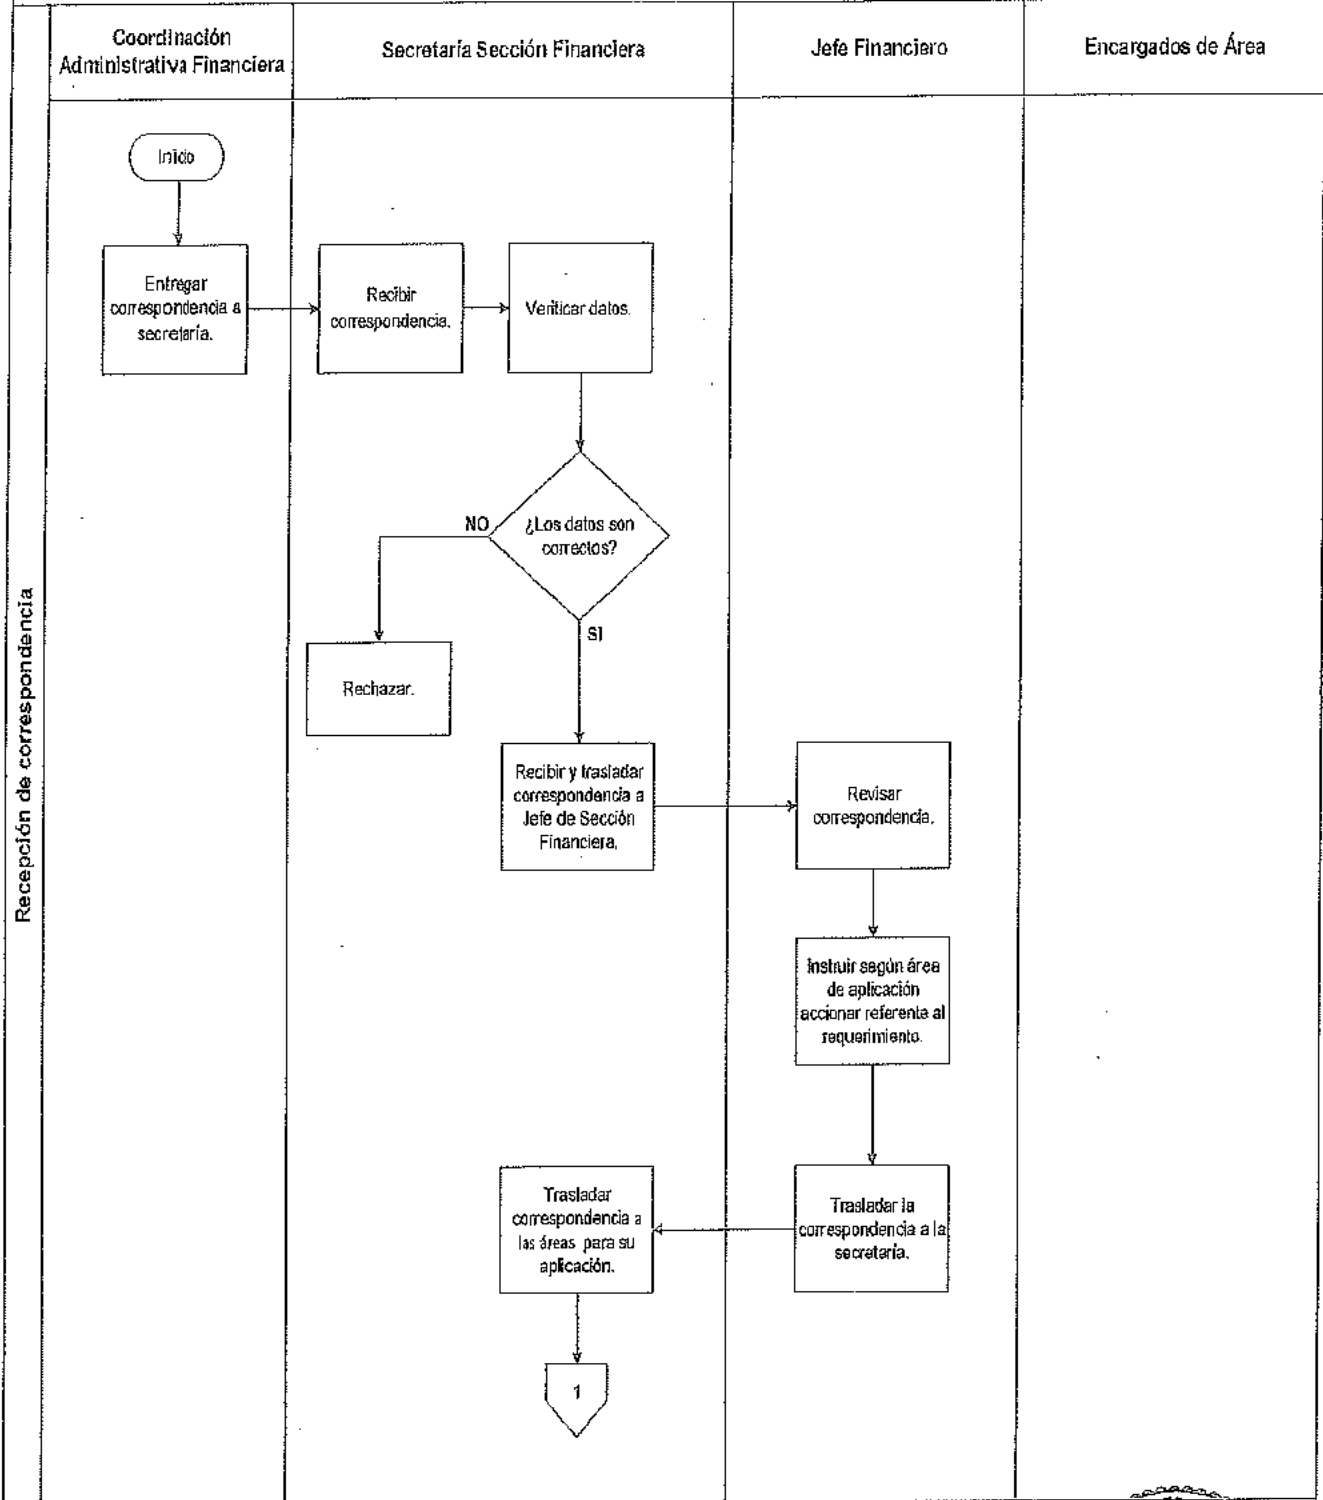 Coordinación
Administrativa Financiera
Secretaría Sección Financiera
Jefe Financiero
Encargados de Área
Recepción de correspondencia
Inicio
Entregar
correspondencia a
secretaría.
Recibir
correspondencia.
Verificar datos.
¿Los datos son
correctos?
NO
SI
Rechazar.
Recibir y trasladar
correspondencia a
Jefe de Sección
Financiera.
Revisar
correspondencia.
Instruir según área
de aplicación
accionar referente al
requerimiento.
Trasladar la
correspondencia a la
secretaría.
Trasladar
correspondencia a
las áreas para su
aplicación.
1